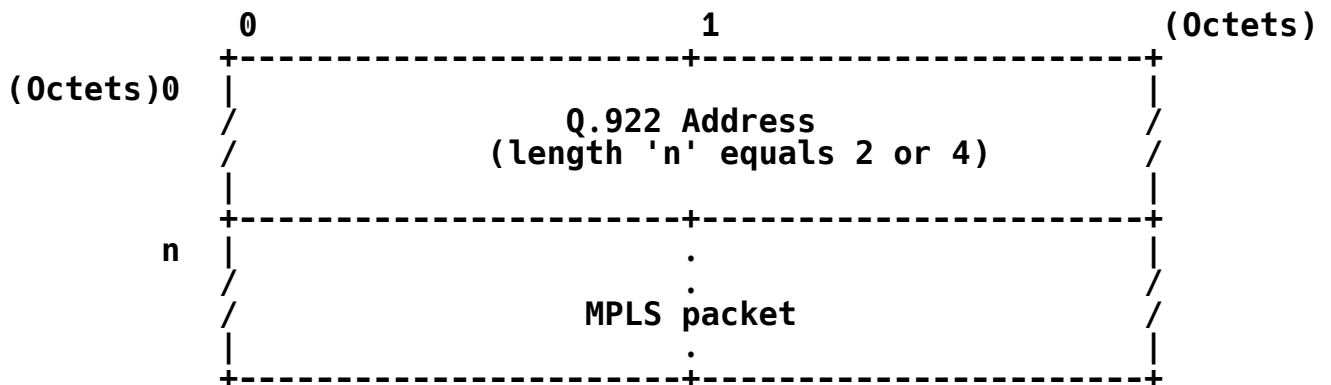 0                       1                       (Octets)
                  +-----------------------+-----------------------+
(Octets)0         |                                               |
                  /                 Q.922 Address                 /
                  /             (length 'n' equals 2 or 4)        /
                  |                                               |
                  +-----------------------+-----------------------+
        n         |                       .                       |
                  /                       .                       /
                  /                  MPLS packet                  /
                  |                       .                       |
                  +-----------------------+-----------------------+